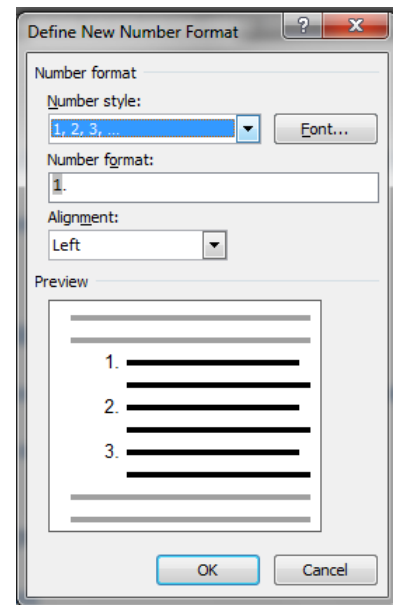 Define New Number Format
?
X
Number format
Number style:
1, 2, 3, ...
Font...
Number format:
1.
Alignment:
Left
Preview
1.
2.
3.
OK
Cancel